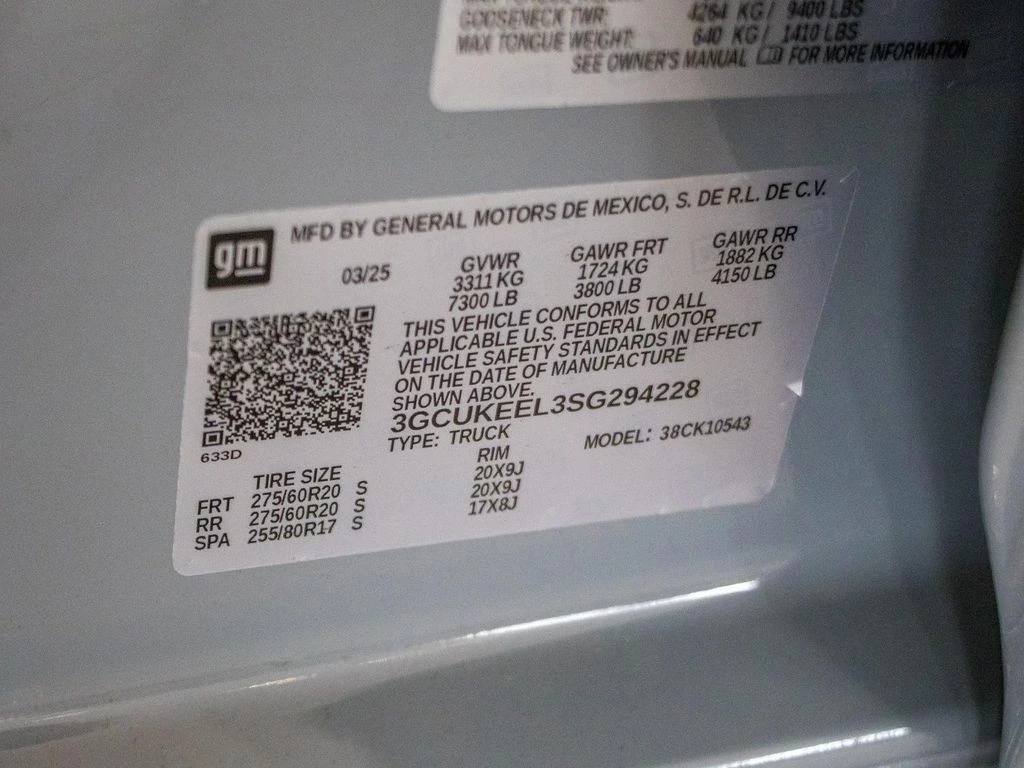 GOOSENECK TWR: 4264 KG / 9400 LBS
MAX TONGUE WEIGHT: 640 KG / 1410 LBS
SEE OWNER'S MANUAL FOR MORE INFORMATION
gm
MFD BY GENERAL MOTORS DE MEXICO, S. DE R.L. DE C.V.
03/25
GVWR GAWR FRT GAWR RR
3311 KG 1724 KG 1882 KG
7300 LB 3800 LB 4150 LB
THIS VEHICLE CONFORMS TO ALL
APPLICABLE U.S. FEDERAL MOTOR
VEHICLE SAFETY STANDARDS IN EFFECT
ON THE DATE OF MANUFACTURE
SHOWN ABOVE.
3GCUKEEL3SG294228
TYPE: TRUCK MODEL: 38CK10543
633D
TIRE SIZE RIM
FRT 275/60R20 S 20X9J
RR 275/60R20 S 20X9J
SPA 255/80R17 S 17X8J